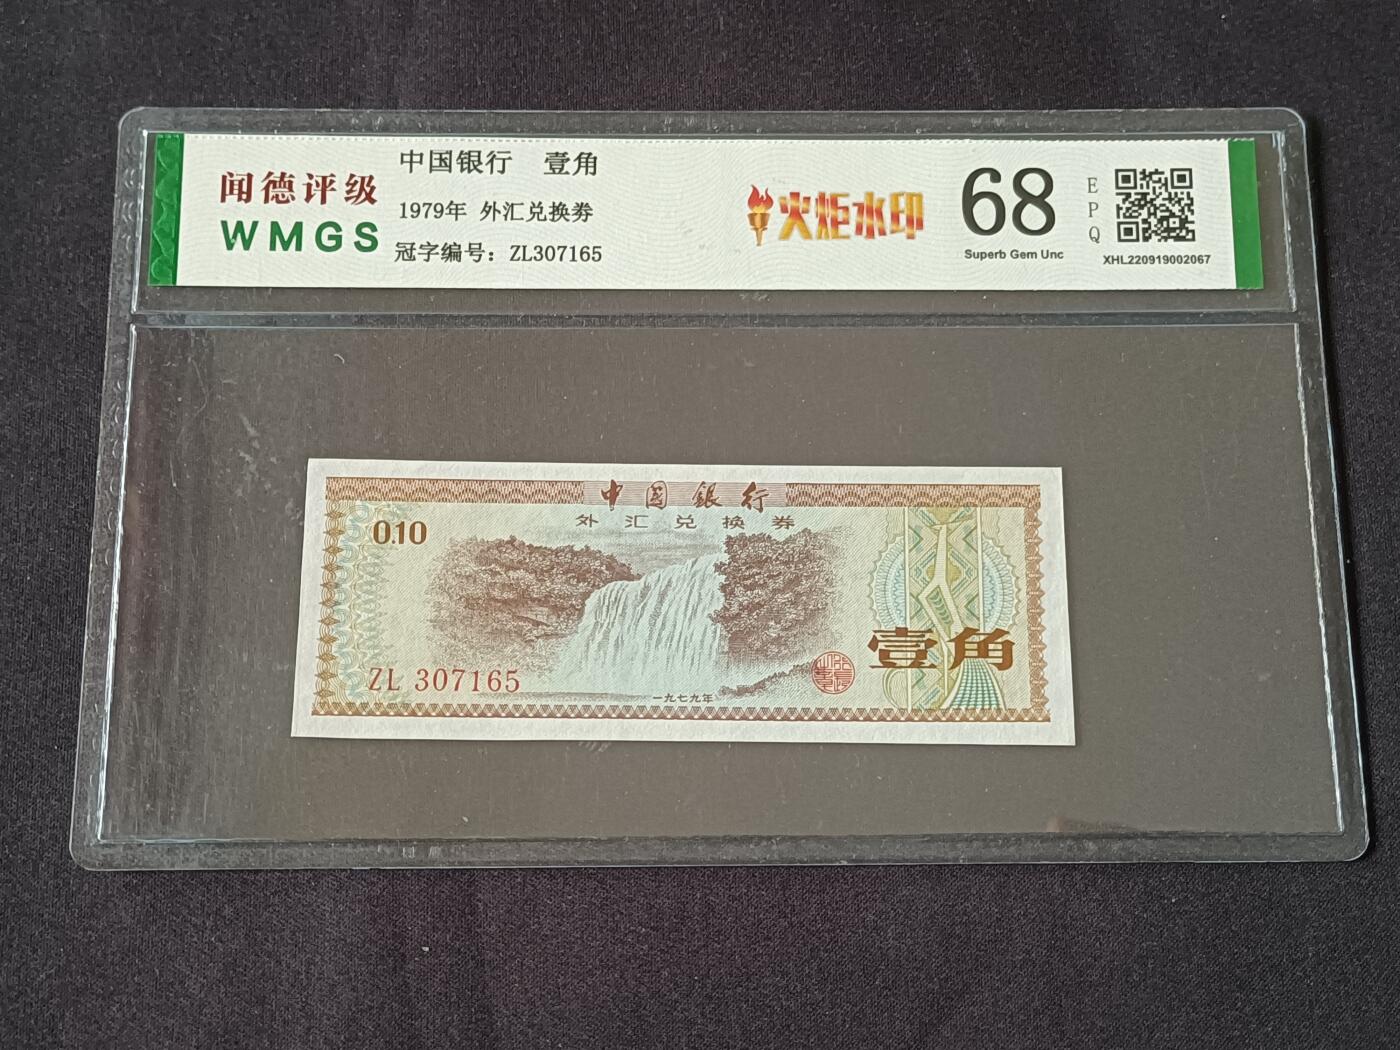 闻德评级
WMGS
中国银行 壹角
1979年 外汇兑换券
冠字编号：ZL307165
火炬水印
68
Superb Gem Unc
EPQ
XHL220919002067
中國銀行
外汇兑换券
0.10
壹角
ZL 307165
一九七九年